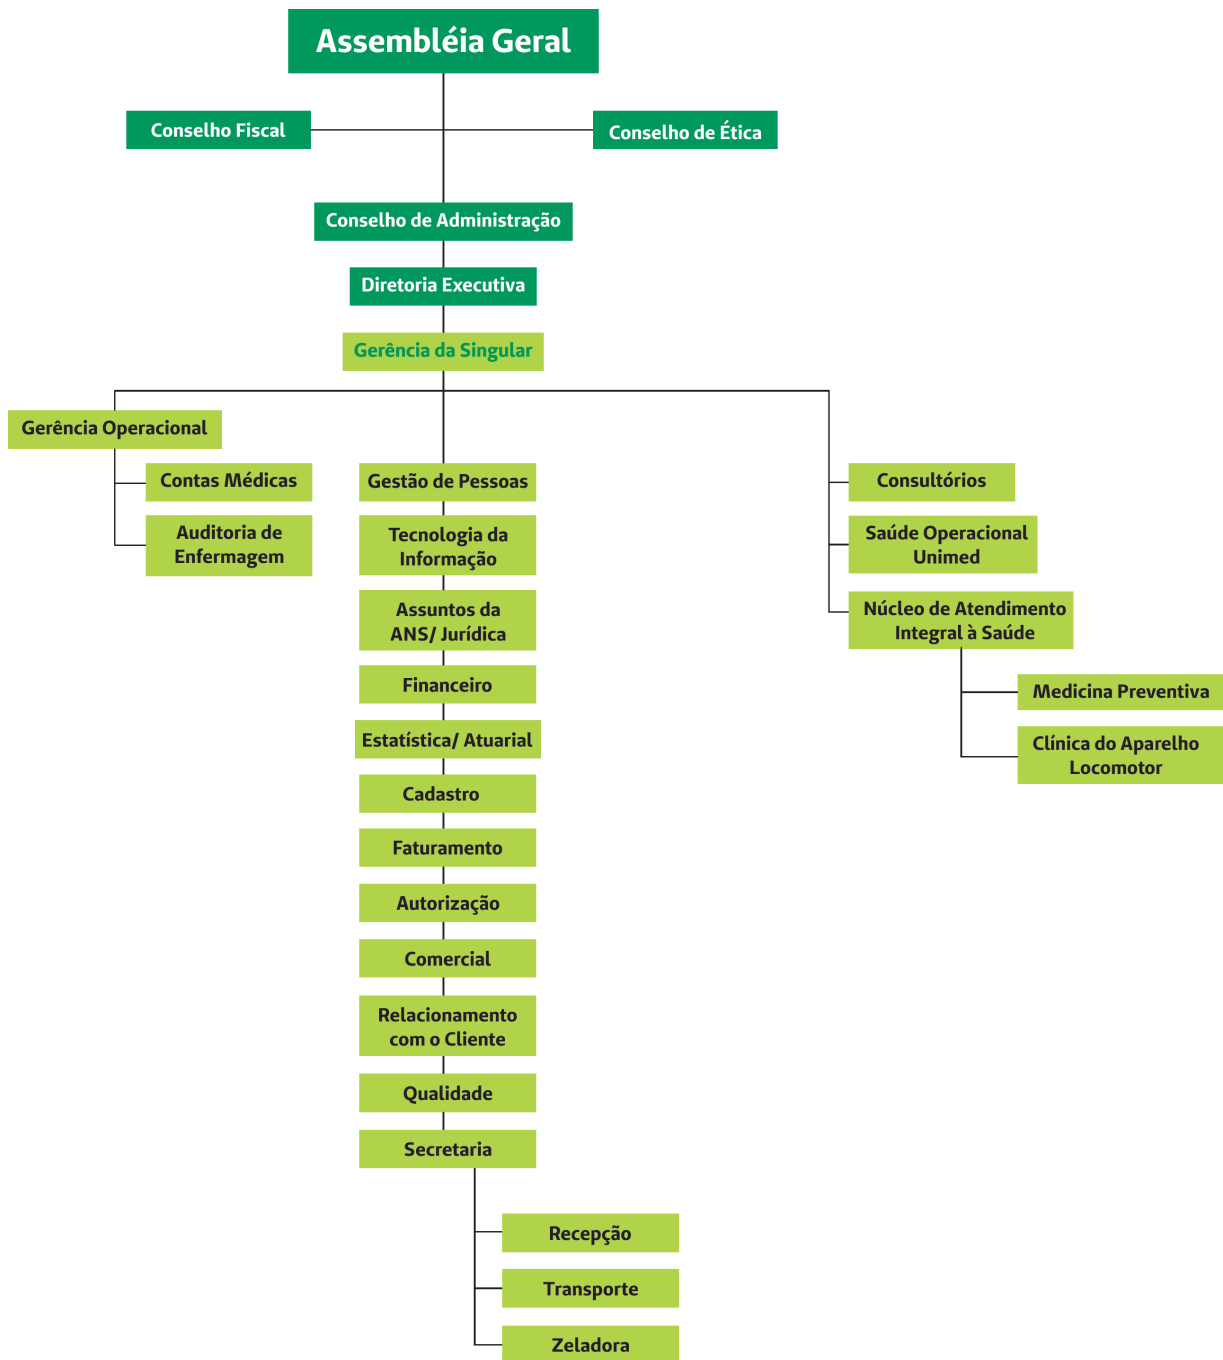 Assembléia Geral
Conselho Fiscal
Conselho de Ética
Conselho de Administração
Diretoria Executiva
Gerência da Singular
Gerência Operacional
Contas Médicas
Auditoria de
Enfermagem
Gestão de Pessoas
Tecnologia da
Informação
Assuntos da
ANS/ Jurídica
Financeiro
Estatística/ Atuarial
Cadastro
Faturamento
Autorização
Comercial
Relacionamento
com o Cliente
Qualidade
Secretaria
Recepção
Transporte
Zeladora
Consultórios
Saúde Operacional
Unimed
Núcleo de Atendimento
Integral à Saúde
Medicina Preventiva
Clínica do Aparelho
Locomotor